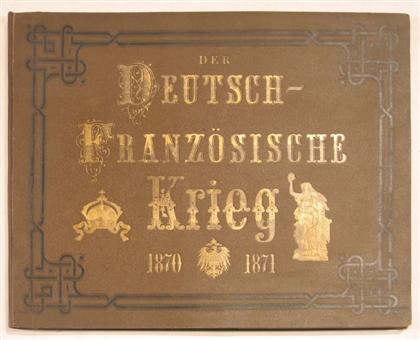 DER
DEUTSCH-
FRANZÖSISCHE
Krieg
1870 1871